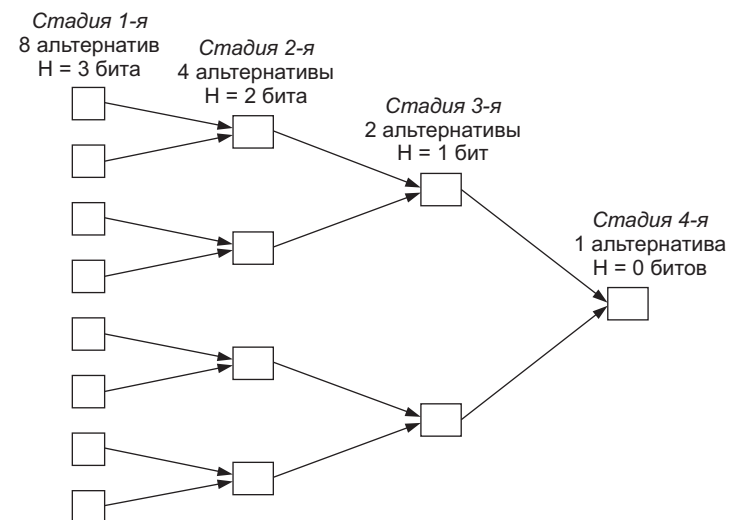 Стадия 1-я
8 альтернатив
H = 3 бита
Стадия 2-я
4 альтернативы
H = 2 бита
Стадия 3-я
2 альтернативы
H = 1 бит
Стадия 4-я
1 альтернатива
H = 0 битов